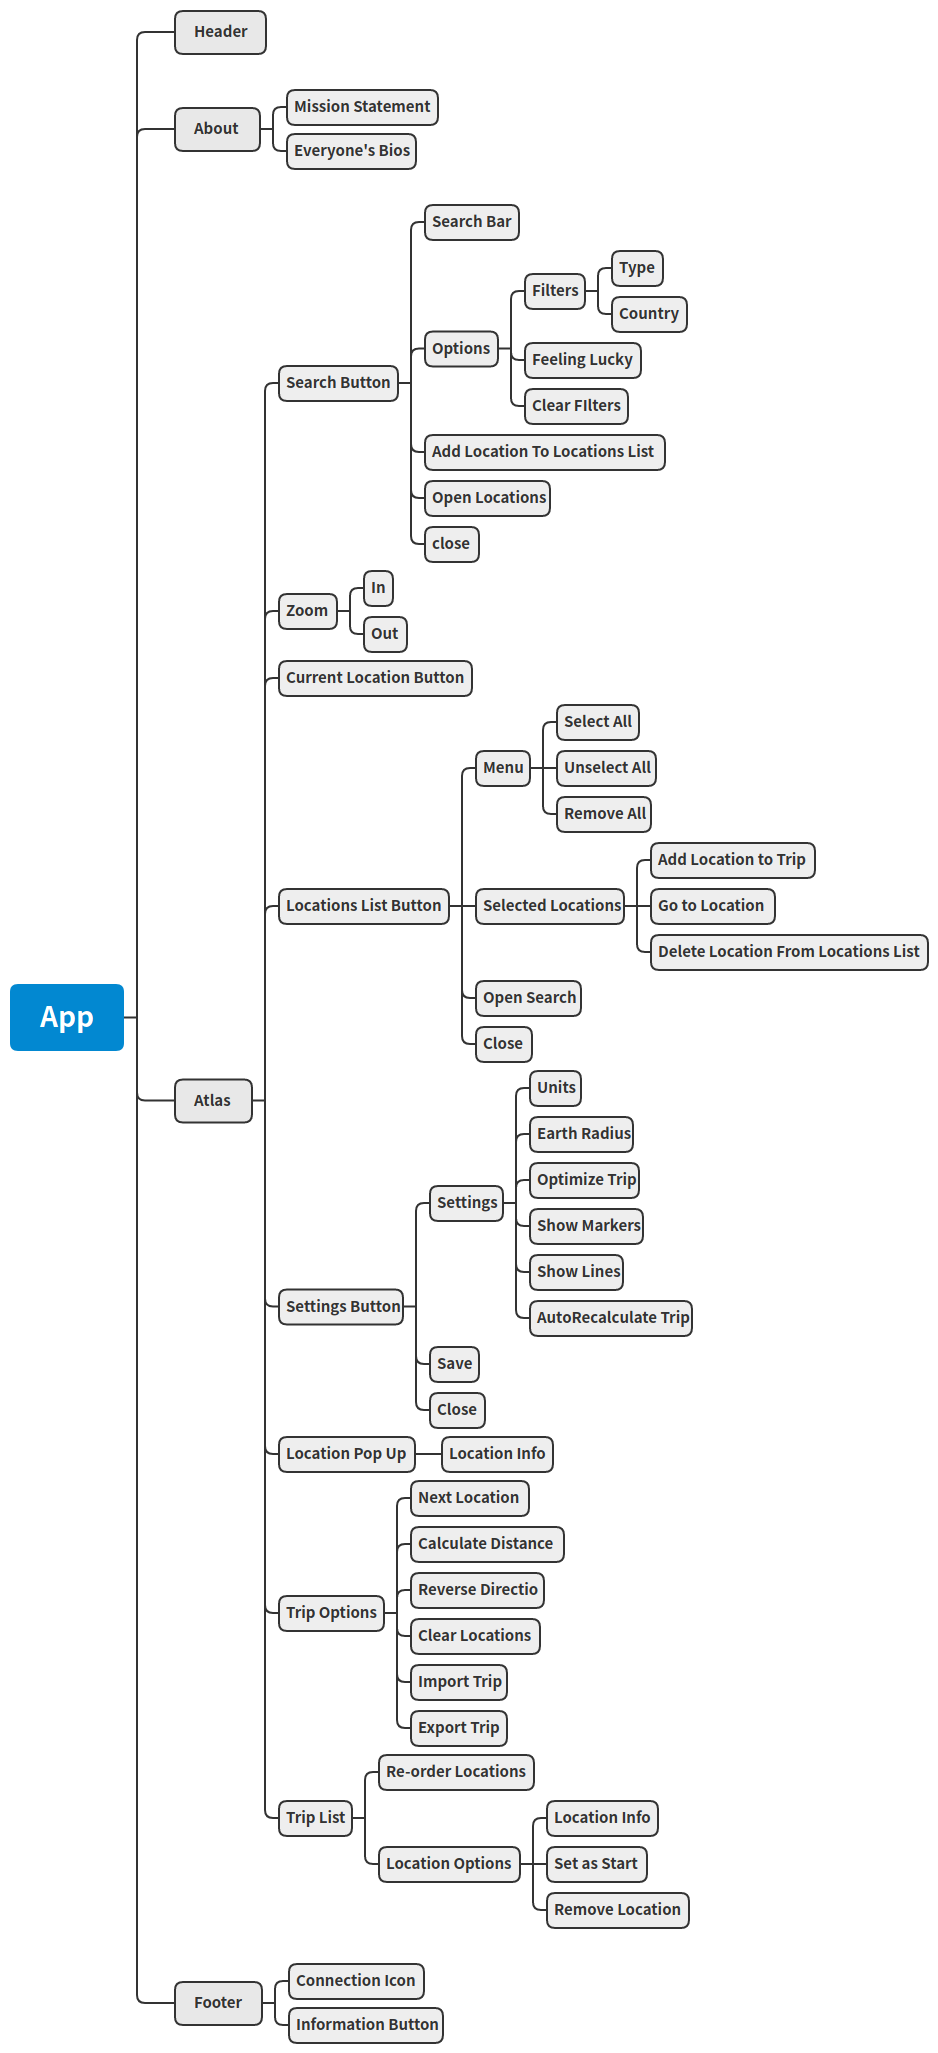 Header
About
Mission Statement
Everyone's Bios
Search Bar
Type
Filters
Country
Options
Feeling Lucky
Search Button
Clear FIlters
Add Location To Locations List
Open Locations
close
In
Zoom
Out
Current Location Button
Select All
Menu
Unselect All
Remove All
Add Location to Trip
Locations List Button
Selected Locations
Go to Location
Delete Location From Locations List
Open Search
App
Close
Units
Atlas
Earth Radius
Optimize Trip
Settings
Show Markers
Show Lines
Settings Button
AutoRecalculate Trip
Save
Close
Location Pop Up
Location Info
Next Location
Calculate Distance
Reverse Directio
Trip Options
Clear Locations
Import Trip
Export Trip
Re-order Locations
Trip List
Location Info
Location Options
Set as Start
Remove Location
Connection Icon
Footer
Information Button